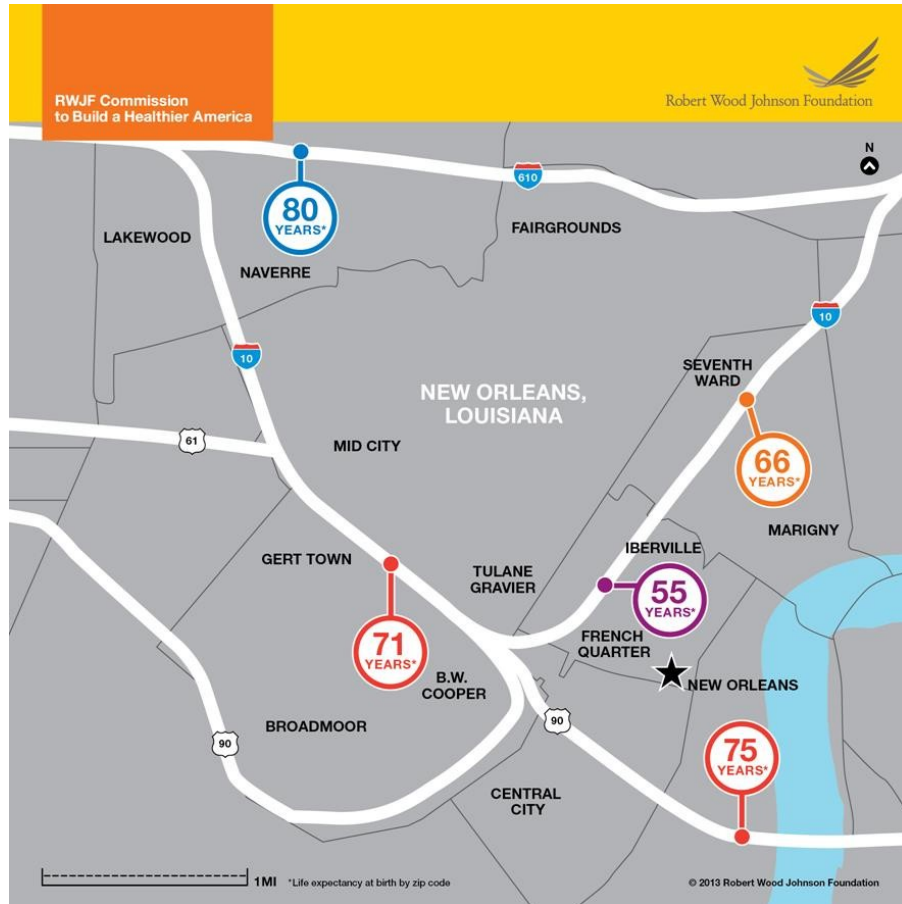 RWJF Commission
to Build a Healthier America
Robert Wood Johnson Foundation
N
610
80
YEARS*
LAKEWOOD
FAIRGROUNDS
NAVERRE
10
10
SEVENTH
WARD
NEW ORLEANS,
LOUISIANA
61
MID CITY
66
YEARS*
MARIGNY
IBERVILLE
GERT TOWN
TULANE
GRAVIER
55
YEARS*
71
YEARS*
FRENCH
QUARTER
B.W.
COOPER
NEW ORLEANS
BROADMOOR
90
90
75
YEARS*
CENTRAL
CITY
1MI
*Life expectancy at birth by zip code
© 2013 Robert Wood Johnson Foundation